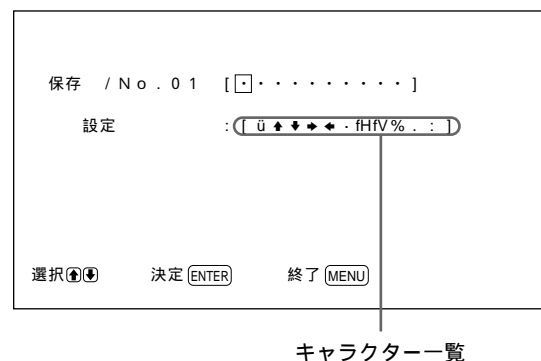 保存 /No.01 [・・・・・・・・・・]
設定 :[ ü ↑ ↓ → ← · fHfV% . : ]
選択↑↓ 決定 ENTER 終了 MENU
キャラクター一覧